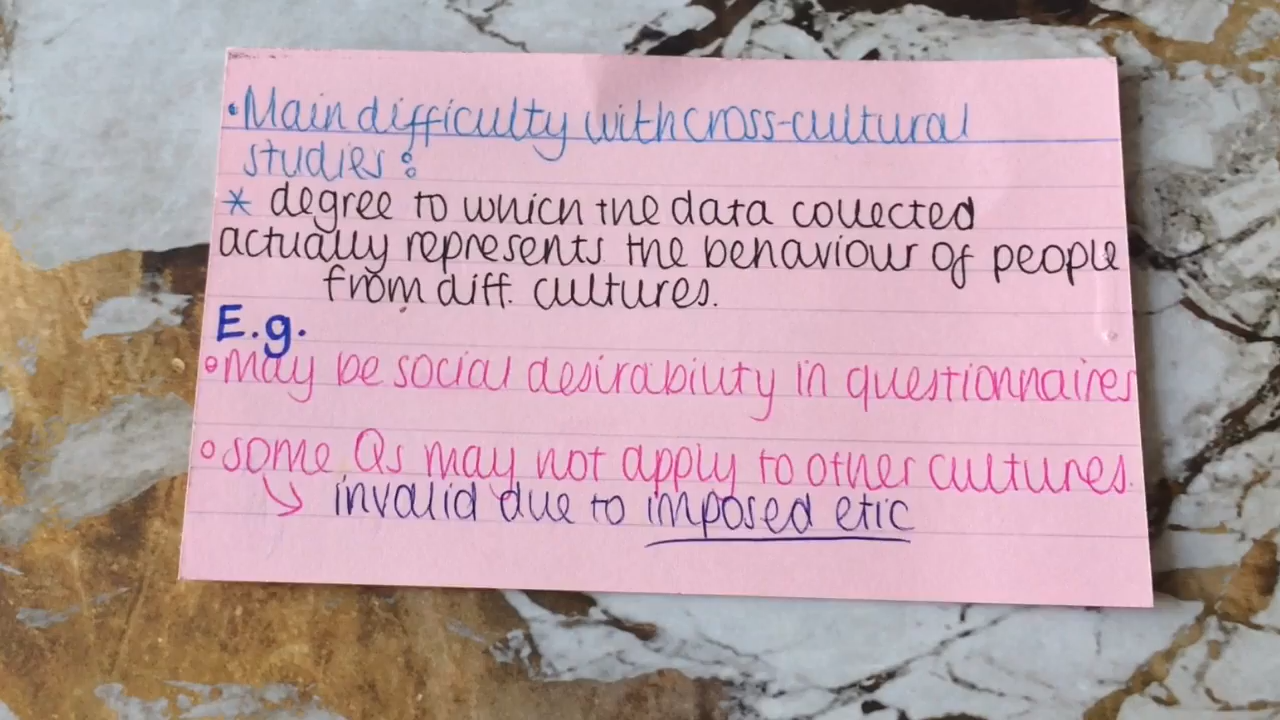 •Main difficulty with cross-cultural
studies:
* degree to which the data collected
actually represents the behaviour of people
from diff. cultures.
E.g.
•may be social desirability in questionnaires
•some Qs may not apply to other cultures.
↳ invalid due to imposed etic